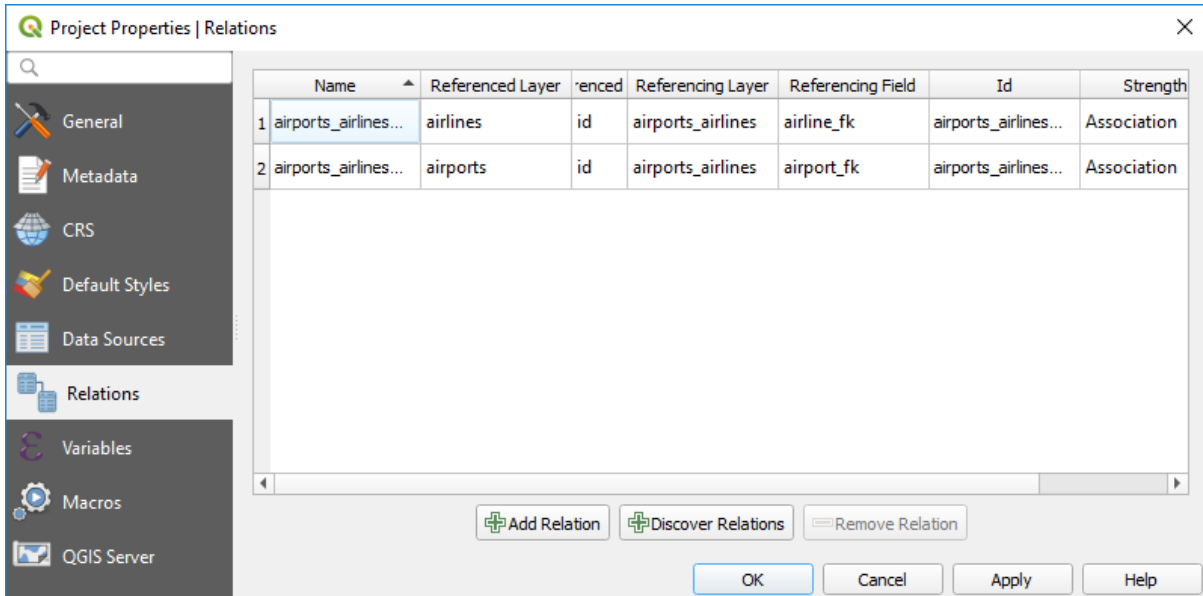 Project Properties | Relations
General
Metadata
CRS
Default Styles
Data Sources
Relations
Variables
Macros
QGIS Server
Name Referenced Layer renced Referencing Layer Referencing Field Id Strength
1 airports_airlines... airlines id airports_airlines airline_fk airports_airlines... Association
2 airports_airlines... airports id airports_airlines airport_fk airports_airlines... Association
Add Relation Discover Relations Remove Relation
OK Cancel Apply Help